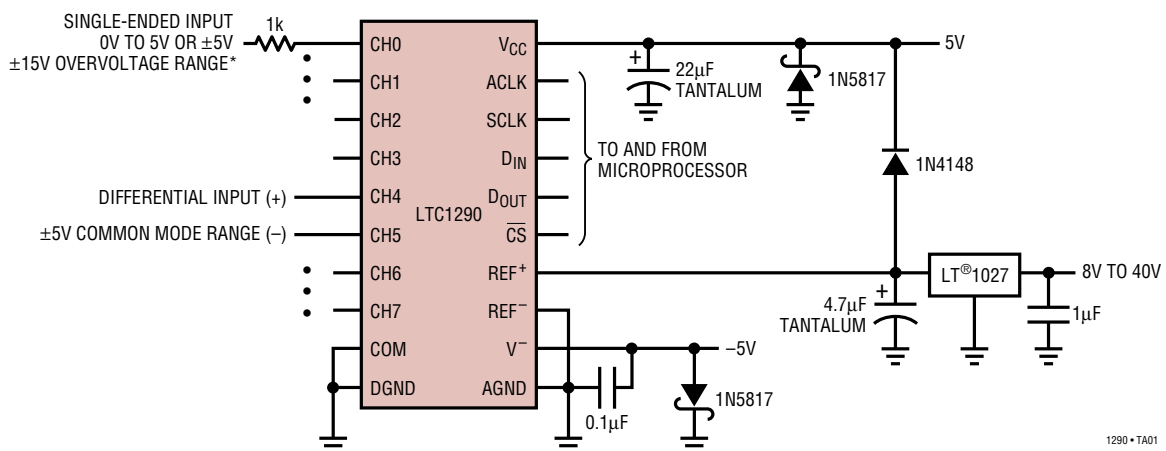 SINGLE-ENDED INPUT
0V TO 5V OR ±5V
±15V OVERVOLTAGE RANGE*
1k
CH0
CH1
CH2
CH3
DIFFERENTIAL INPUT (+)
CH4
±5V COMMON MODE RANGE (–)
CH5
CH6
CH7
COM
DGND
LTC1290
VCC
ACLK
SCLK
DIN
DOUT
CS
REF+
REF–
V–
AGND
22µF
TANTALUM
1N5817
5V
TO AND FROM
MICROPROCESSOR
1N4148
LT®1027
8V TO 40V
4.7µF
TANTALUM
1µF
–5V
0.1µF
1N5817
1290 • TA01